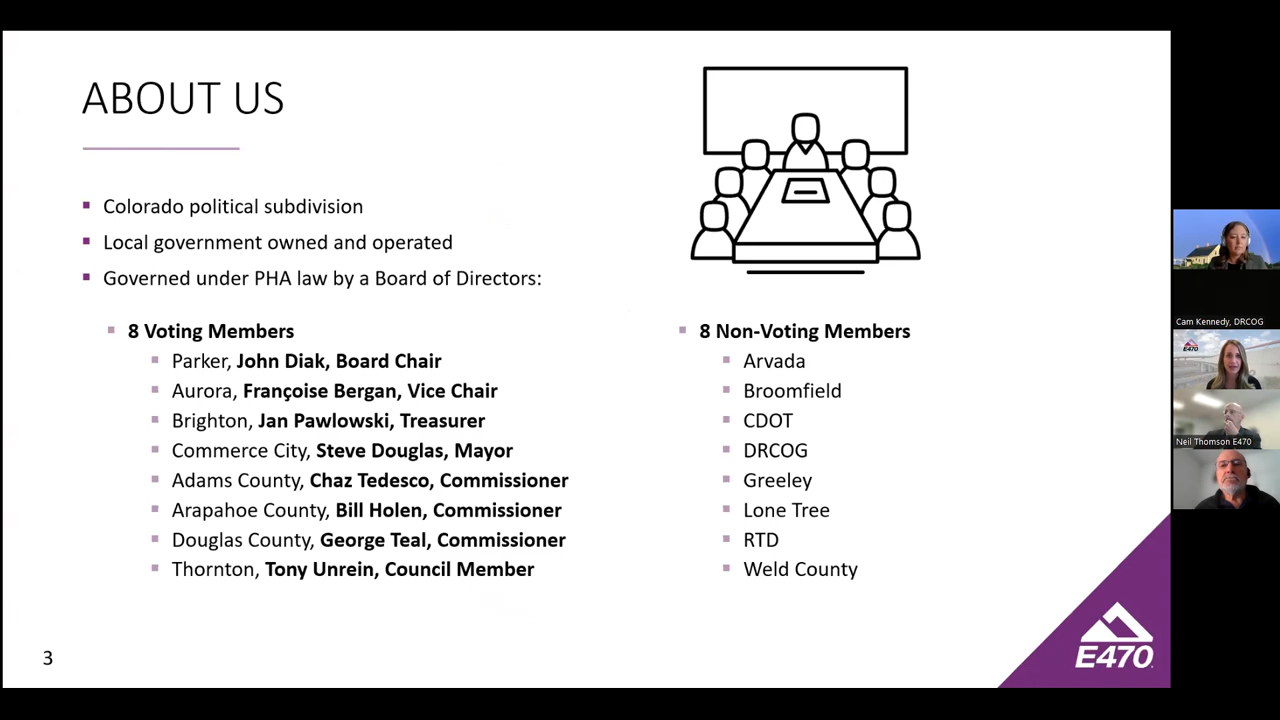 ABOUT US
Colorado political subdivision
Local government owned and operated
Governed under PHA law by a Board of Directors:
8 Voting Members
Parker, John Diak, Board Chair
Aurora, Françoise Bergan, Vice Chair
Brighton, Jan Pawlowski, Treasurer
Commerce City, Steve Douglas, Mayor
Adams County, Chaz Tedesco, Commissioner
Arapahoe County, Bill Holen, Commissioner
Douglas County, George Teal, Commissioner
Thornton, Tony Unrein, Council Member
8 Non-Voting Members
Arvada
Broomfield
CDOT
DRCOG
Greeley
Lone Tree
RTD
Weld County
3
E470
Cam Kennedy, DRCOG
E470
Neil Thomson E470